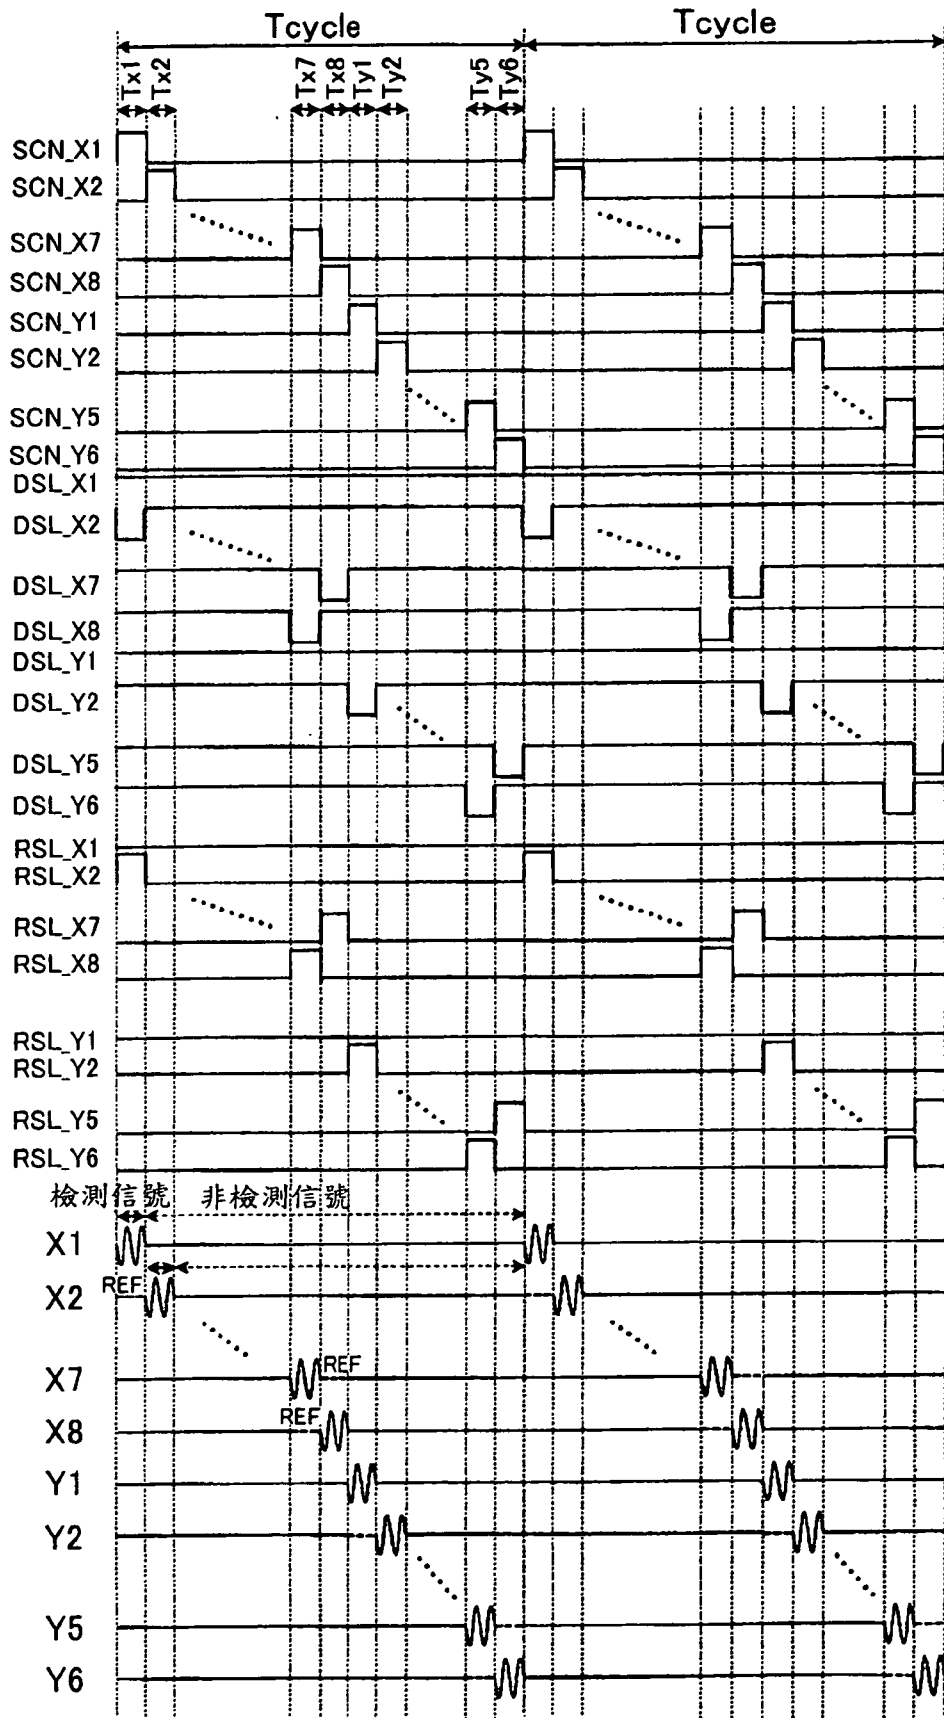 Tcycle Tcycle
Tx1 Tx2 Tx7 Tx8 Ty1 Ty2 Ty5 Ty6
SCN_X1
SCN_X2
SCN_X7
SCN_X8
SCN_Y1
SCN_Y2
SCN_Y5
SCN_Y6
DSL_X1
DSL_X2
DSL_X7
DSL_X8
DSL_Y1
DSL_Y2
DSL_Y5
DSL_Y6
RSL_X1
RSL_X2
RSL_X7
RSL_X8
RSL_Y1
RSL_Y2
RSL_Y5
RSL_Y6
檢測信號 非檢測信號
X1
REF
X2
X7 REF
REF
X8
Y1
Y2
Y5
Y6